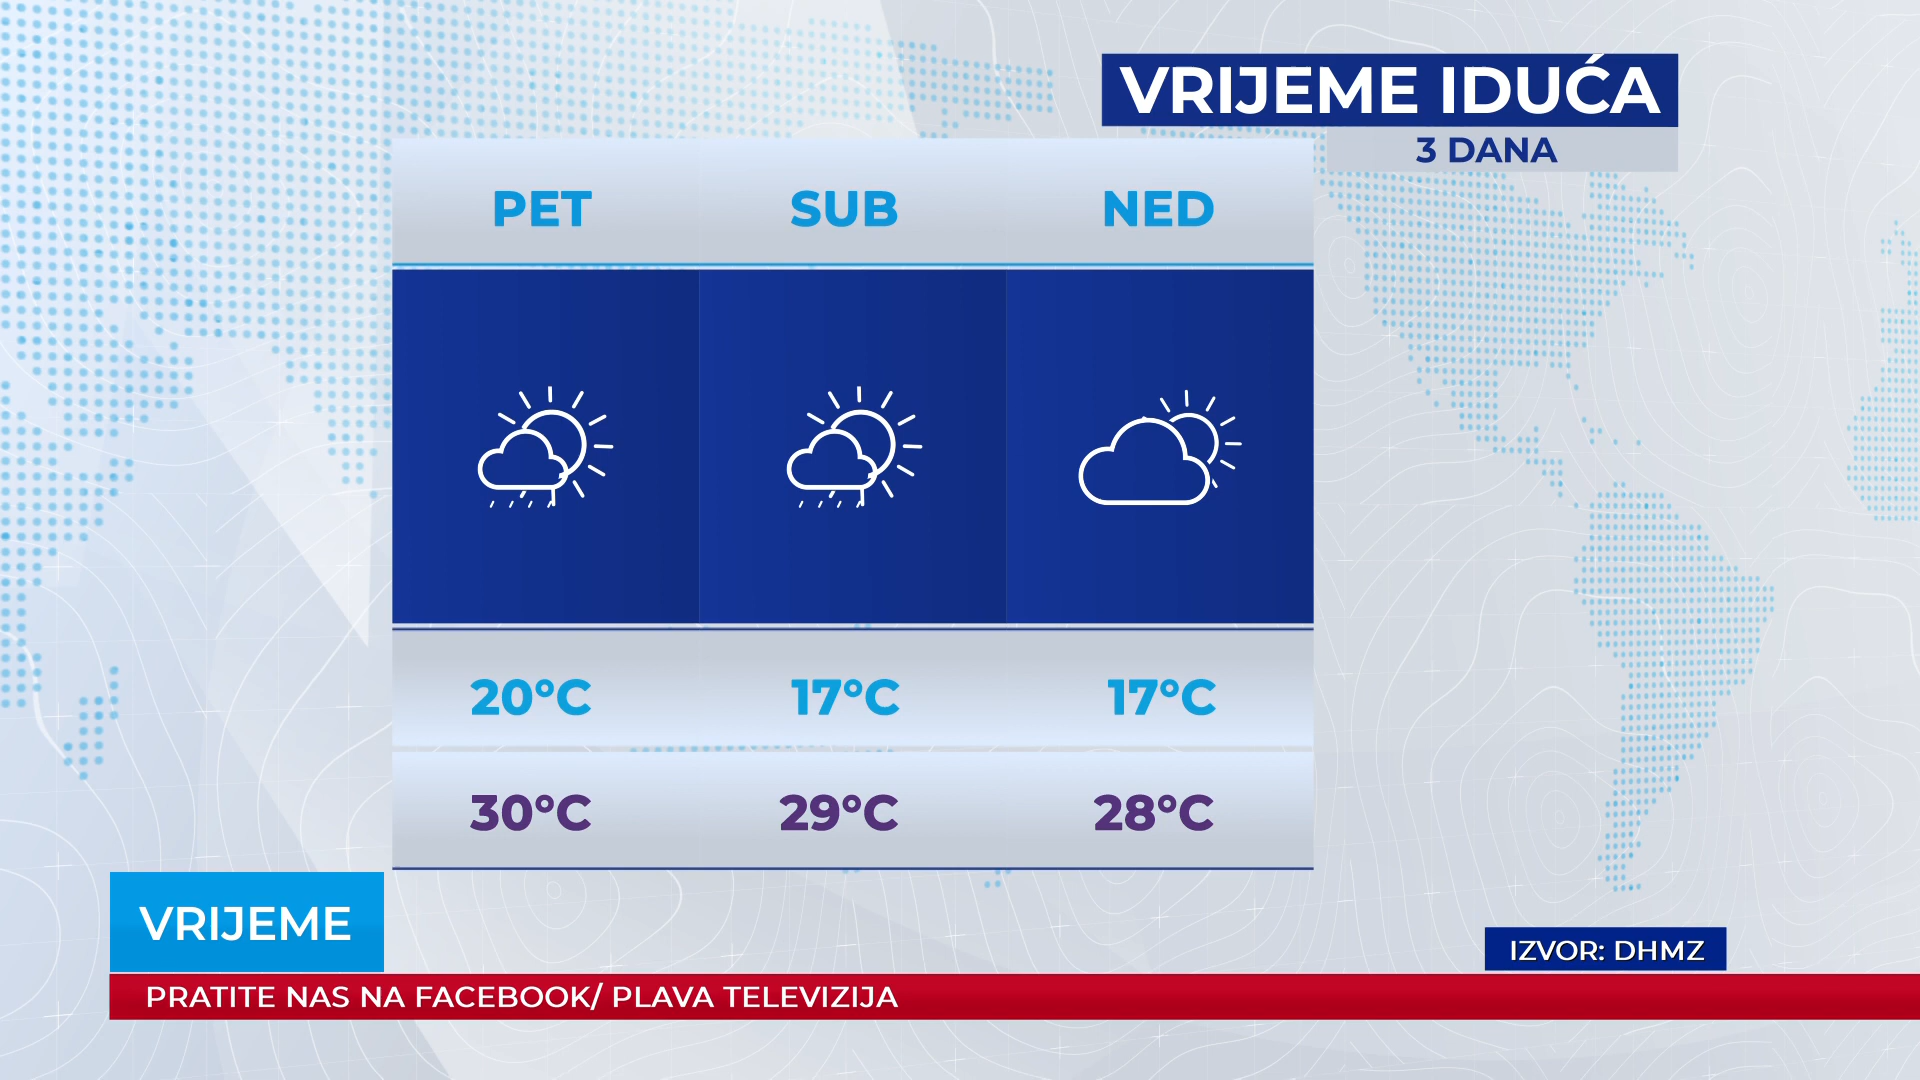 VRIJEME IDUĆA
3 DANA
PET SUB NED
20°C 17°C 17°C
30°C 29°C 28°C
VRIJEME
IZVOR: DHMZ
PRATITE NAS NA FACEBOOK/ PLAVA TELEVIZIJA